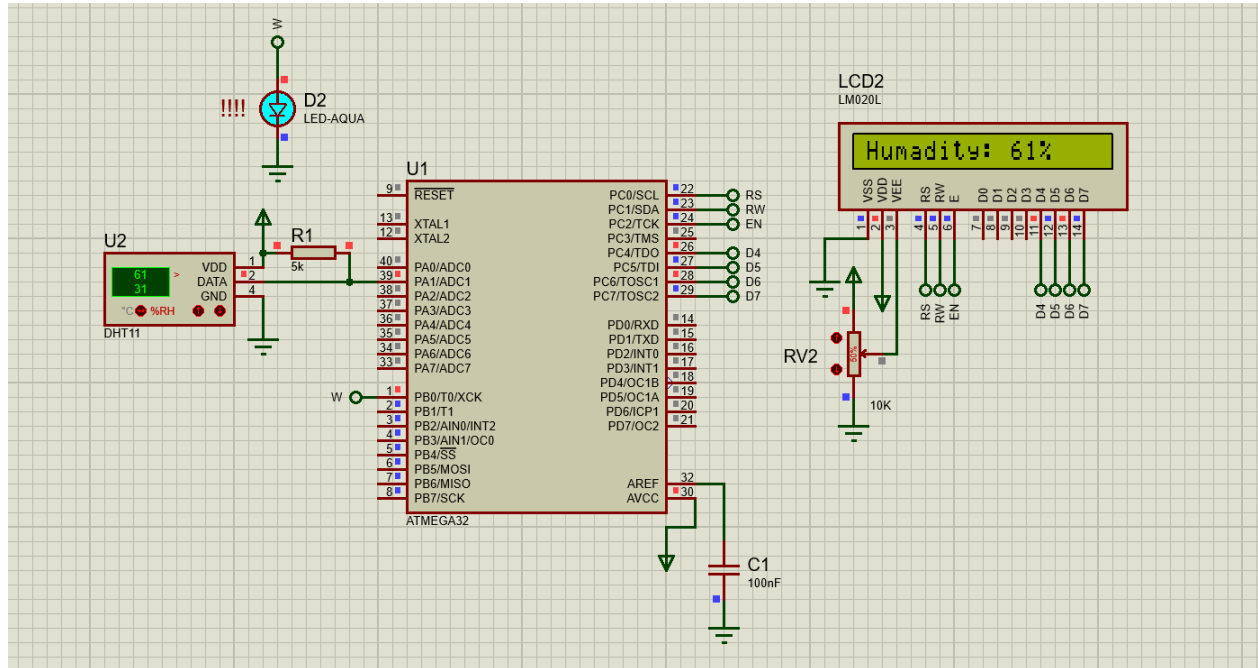 W
!!!!
D2
LED-AQUA
LCD2
LM020L
Humadity: 61%
VSS
VDD
VEE
RS
RW
E
D0
D1
D2
D3
D4
D5
D6
D7
1
2
3
4
5
6
7
8
9
10
11
12
13
14
RS
RW
EN
D4
D5
D6
D7
RV2
50%
10K
U2
61
31
>
°C
%RH
VDD
DATA
GND
1
2
4
DHT11
R1
5k
U1
9 RESET
13 XTAL1
12 XTAL2
40 PA0/ADC0
39 PA1/ADC1
38 PA2/ADC2
37 PA3/ADC3
36 PA4/ADC4
35 PA5/ADC5
34 PA6/ADC6
33 PA7/ADC7
W
1 PB0/T0/XCK
2 PB1/T1
3 PB2/AIN0/INT2
4 PB3/AIN1/OC0
5 PB4/SS
6 PB5/MOSI
7 PB6/MISO
8 PB7/SCK
PC0/SCL 22 RS
PC1/SDA 23 RW
PC2/TCK 24 EN
PC3/TMS 25
PC4/TDO 26 D4
PC5/TDI 27 D5
PC6/TOSC1 28 D6
PC7/TOSC2 29 D7
PD0/RXD 14
PD1/TXD 15
PD2/INT0 16
PD3/INT1 17
PD4/OC1B 18
PD5/OC1A 19
PD6/ICP1 20
PD7/OC2 21
AREF 32
AVCC 30
ATMEGA32
C1
100nF